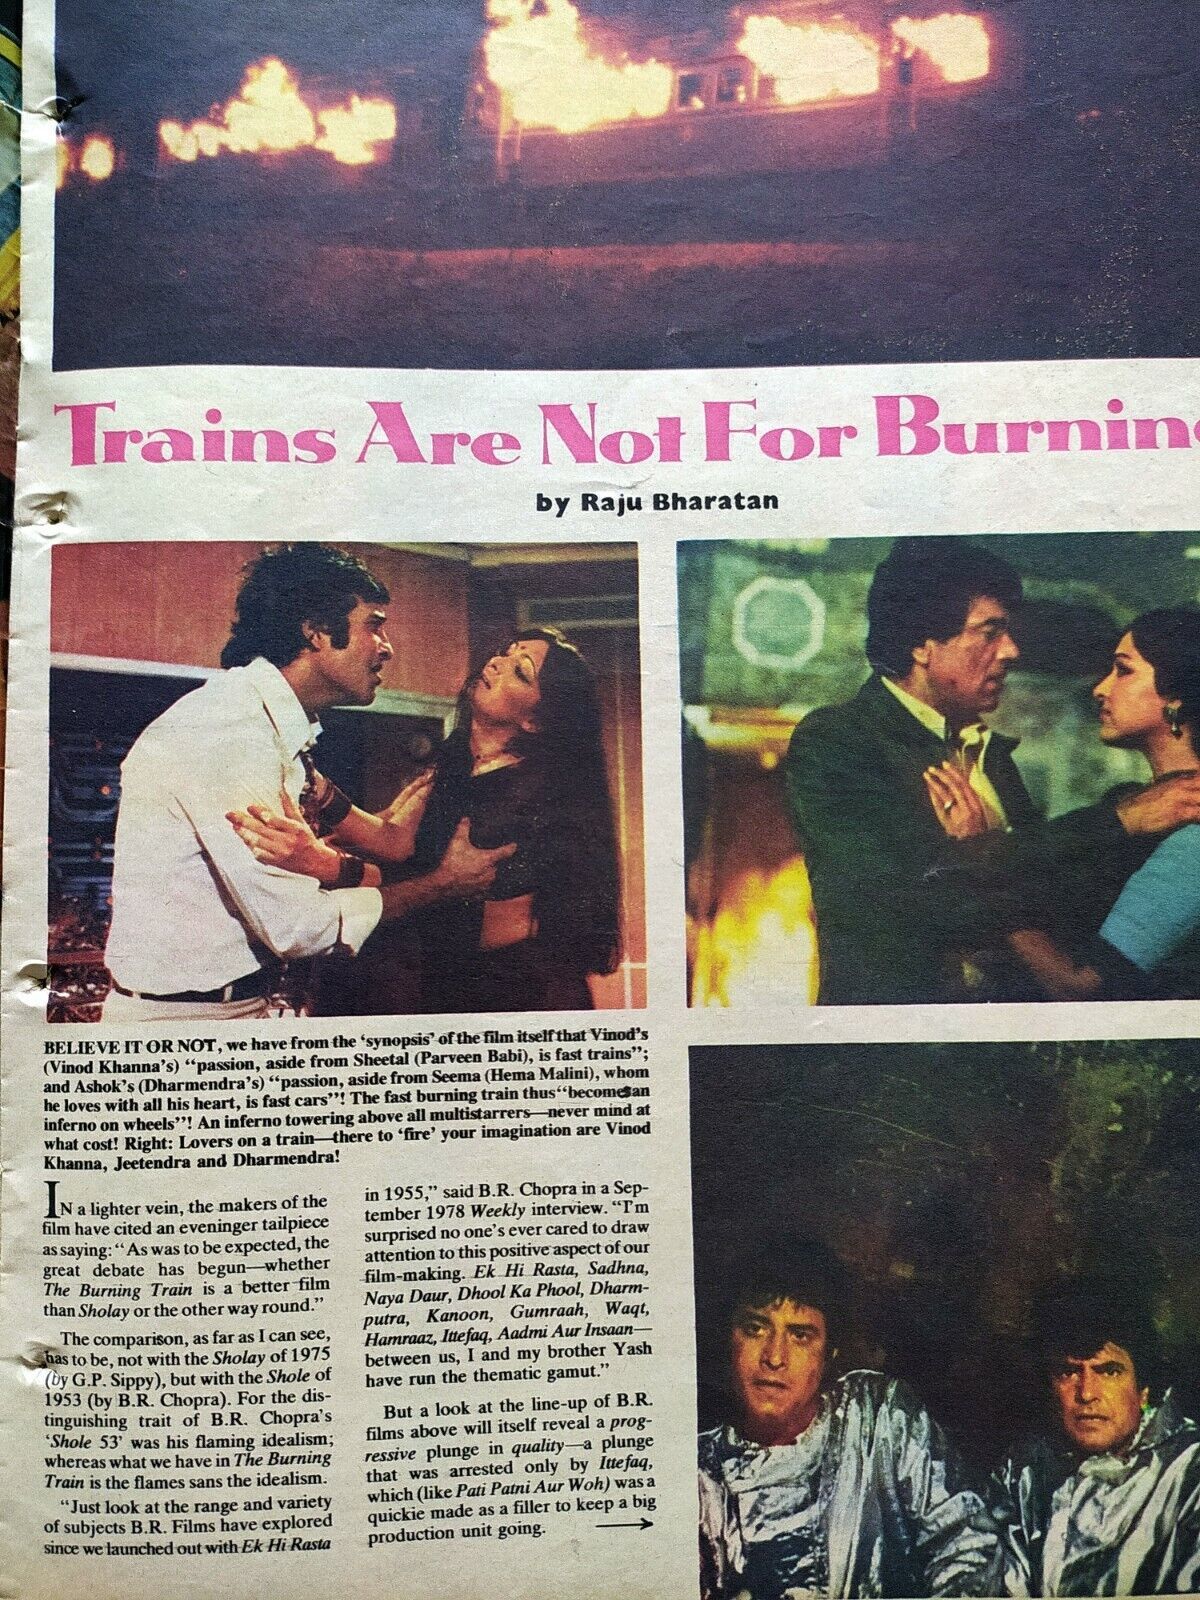 Trains Are Not For Burning
by Raju Bharatan
BELIEVE IT OR NOT, we have from the ‘synopsis’ of the film itself that Vinod’s
(Vinod Khanna’s) “passion, aside from Sheetal (Parveen Babi), is fast trains”;
and Ashok’s (Dharmendra’s) “passion, aside from Seema (Hema Malini), whom
he loves with all his heart, is fast cars”! The fast burning train thus “becomes an
inferno on wheels”! An inferno towering above all multistarrers—never mind at
what cost! Right: Lovers on a train—there to ‘fire’ your imagination are Vinod
Khanna, Jeetendra and Dharmendra!
IN a lighter vein, the makers of the
film have cited an eveninger tailpiece
as saying: “As was to be expected, the
great debate has begun—whether
The Burning Train is a better film
than Sholay or the other way round.”
The comparison, as far as I can see,
has to be, not with the Sholay of 1975
(by G.P. Sippy), but with the Shole of
1953 (by B.R. Chopra). For the dis-
tinguishing trait of B.R. Chopra’s
‘Shole 53’ was his flaming idealism;
whereas what we have in The Burning
Train is the flames sans the idealism.
“Just look at the range and variety
of subjects B.R. Films have explored
since we launched out with Ek Hi Rasta
in 1955,” said B.R. Chopra in a Sep-
tember 1978 Weekly interview. “I’m
surprised no one’s ever cared to draw
attention to this positive aspect of our
film-making. Ek Hi Rasta, Sadhna,
Naya Daur, Dhool Ka Phool, Dharm-
putra, Kanoon, Gumraah, Waqt,
Hamraaz, Ittefaq, Aadmi Aur Insaan—
between us, I and my brother Yash
have run the thematic gamut.”
But a look at the line-up of B.R.
films above will itself reveal a prog-
ressive plunge in quality—a plunge
that was arrested only by Ittefaq,
which (like Pati Patni Aur Woh) was a
quickie made as a filler to keep a big
production unit going.